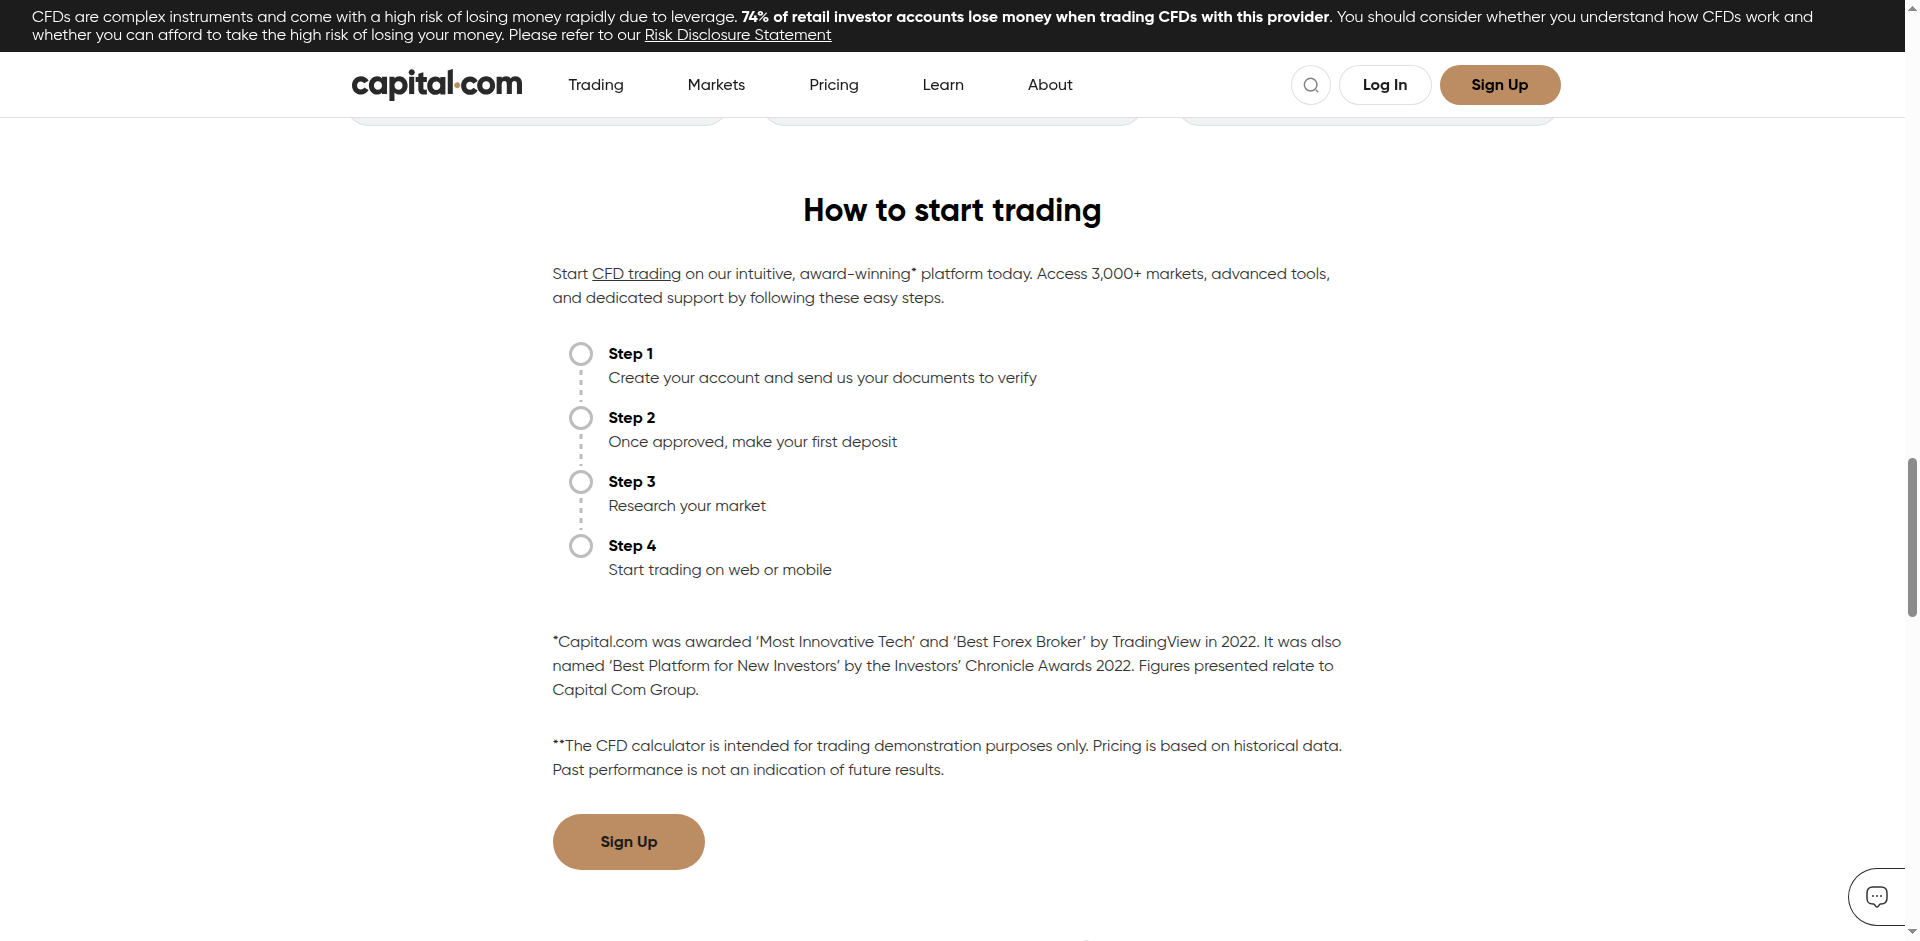 CFDs are complex instruments and come with a high risk of losing money rapidly due to leverage. 74% of retail investor accounts lose money when trading CFDs with this provider. You should consider whether you understand how CFDs work and
whether you can afford to take the high risk of losing your money. Please refer to our Risk Disclosure Statement
capital.com Trading Markets Pricing Learn About Log In Sign Up
How to start trading
Start CFD trading on our intuitive, award-winning* platform today. Access 3,000+ markets, advanced tools,
and dedicated support by following these easy steps.
Step 1
Create your account and send us your documents to verify
Step 2
Once approved, make your first deposit
Step 3
Research your market
Step 4
Start trading on web or mobile
*Capital.com was awarded ‘Most Innovative Tech’ and ‘Best Forex Broker’ by TradingView in 2022. It was also
named ‘Best Platform for New Investors’ by the Investors’ Chronicle Awards 2022. Figures presented relate to
Capital Com Group.
**The CFD calculator is intended for trading demonstration purposes only. Pricing is based on historical data.
Past performance is not an indication of future results.
Sign Up